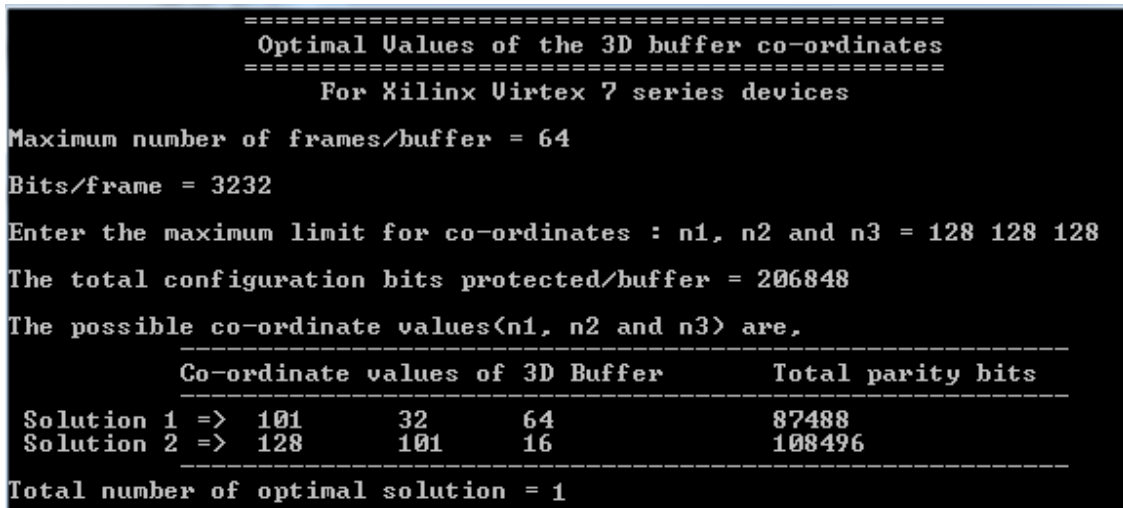 ==============================================
Optimal Values of the 3D buffer co-ordinates
==============================================
For Xilinx Virtex 7 series devices
Maximum number of frames/buffer = 64
Bits/frame = 3232
Enter the maximum limit for co-ordinates : n1, n2 and n3 = 128 128 128
The total configuration bits protected/buffer = 206848
The possible co-ordinate values(n1, n2 and n3) are,
----------------------------------------------------------
Co-ordinate values of 3D Buffer Total parity bits
----------------------------------------------------------
Solution 1 => 101 32 64 87488
Solution 2 => 128 101 16 108496
----------------------------------------------------------
Total number of optimal solution = 1